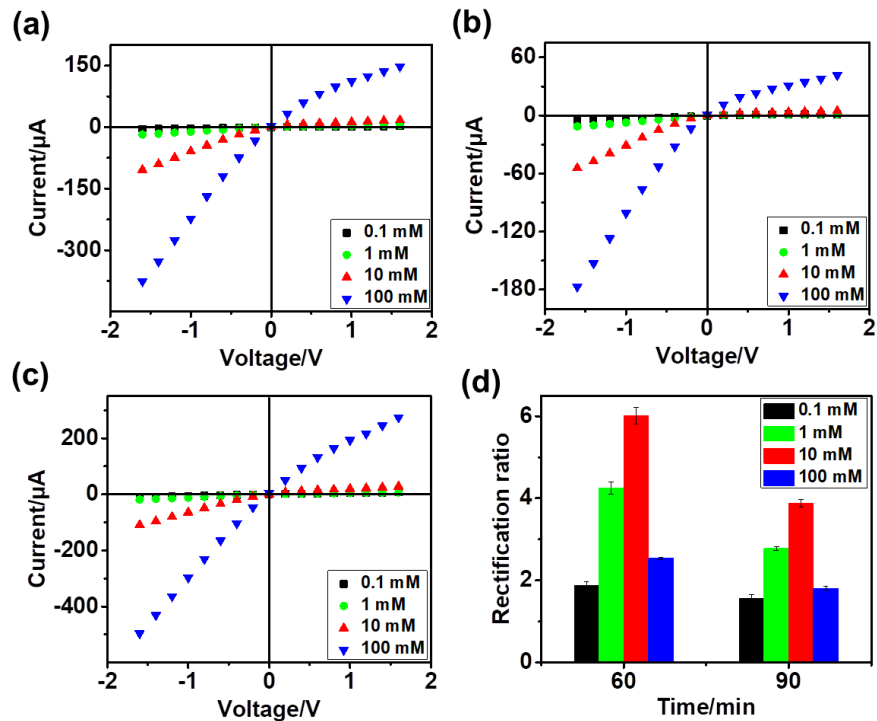 (a)
150
0
-150
-300
Current/µA
-2
-1
0
1
2
Voltage/V
0.1 mM
1 mM
10 mM
100 mM
(b)
60
0
-60
-120
-180
Current/µA
-2
-1
0
1
2
Voltage/V
0.1 mM
1 mM
10 mM
100 mM
(c)
200
0
-200
-400
Current/µA
-2
-1
0
1
2
Voltage/V
0.1 mM
1 mM
10 mM
100 mM
(d)
6
4
2
0
Rectification ratio
60
90
Time/min
0.1 mM
1 mM
10 mM
100 mM